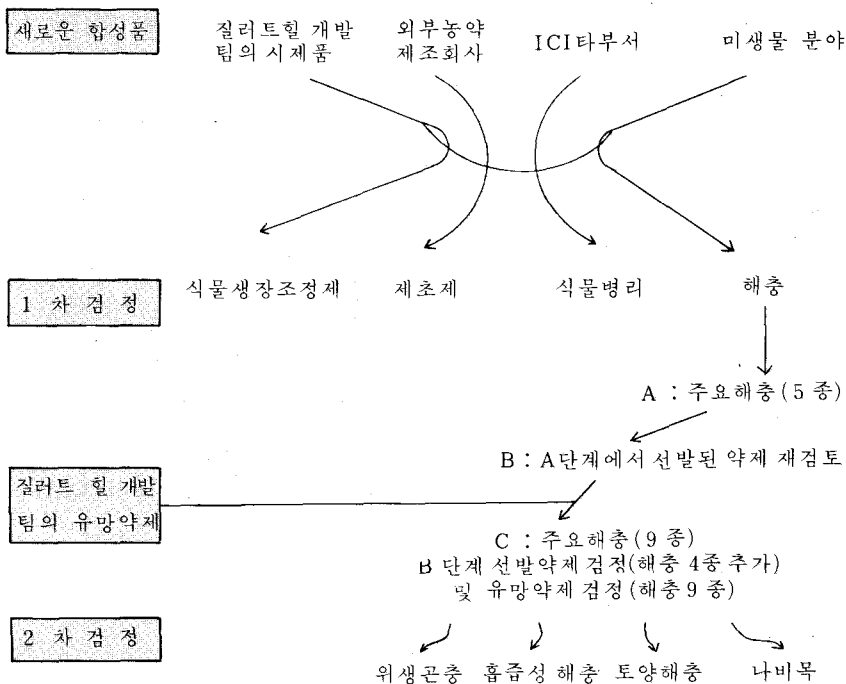 새로운 합성품
질러트힐 개발
팀의 시제품
외부농약
제조회사
ICI타부서
미생물 분야
1 차 검 정
식물생장조정제
제초제
식물병리
해충
A : 주요해충(5 종)
B : A단계에서 선발된 약제 재검토
질러트 힐 개발
팀의 유망약제
C : 주요해충(9 종)
B 단계 선발약제 검정(해충 4종 추가)
및 유망약제 검정(해충 9 종)
2 차 검 정
위생곤충
흡즙성 해충
토양해충
나비목